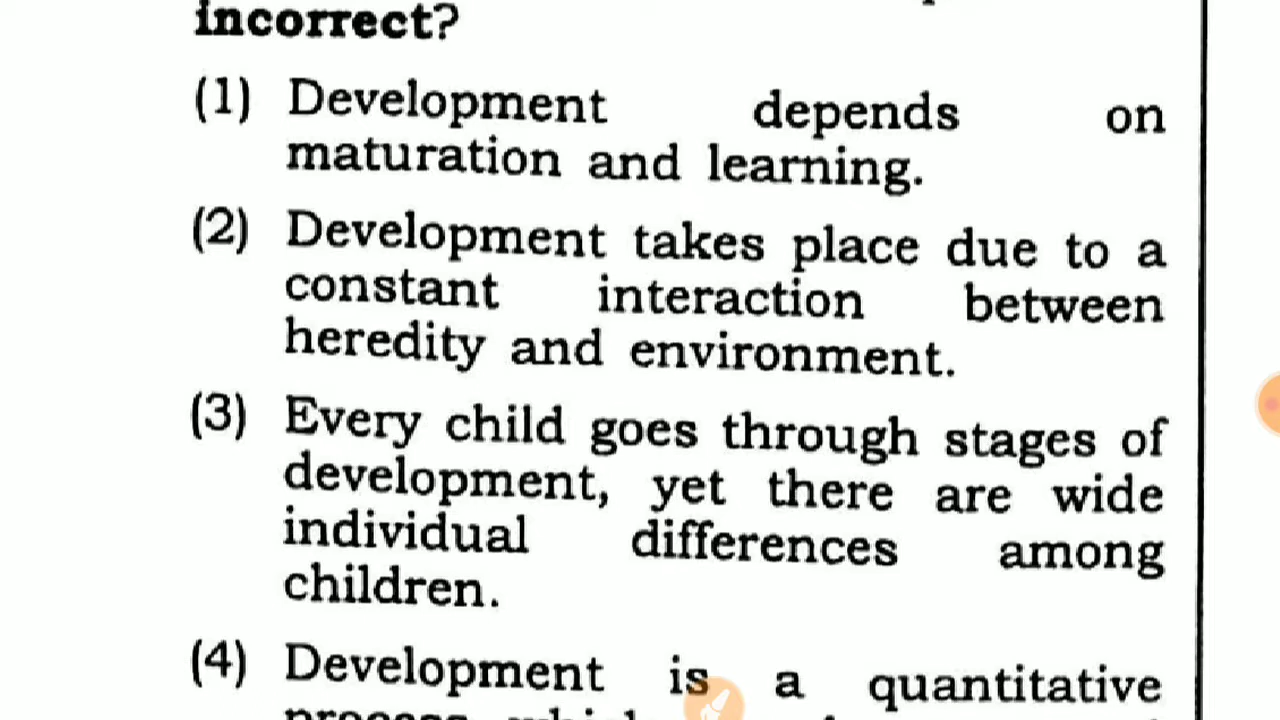 incorrect?
(1) Development depends on
maturation and learning.
(2) Development takes place due to a
constant interaction between
heredity and environment.
(3) Every child goes through stages of
development, yet there are wide
individual differences among
children.
(4) Development is a quantitative
process which